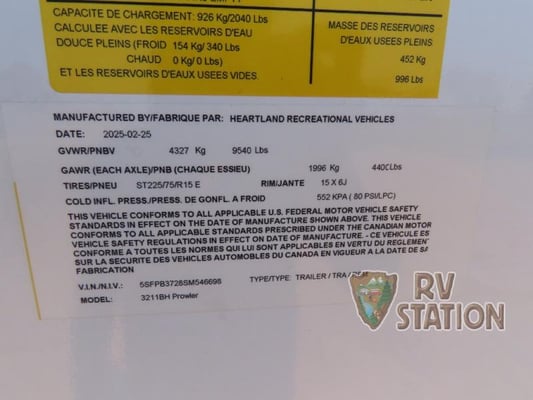 CAPACITE DE CHARGEMENT: 926 KG/2040 Lbs
CALCULEE AVEC LES RESERVOIRS D'EAU
DOUCE PLEINS (FROID 154 Kg/ 340 Lbs
CHAUD 0 Kg/ 0 Lbs)
ET LES RESERVOIRS D'EAUX USEES VIDES.
MASSE DES RESERVOIRS
D'EAUX USEES PLEINS
452 KG
996 Lbs
MANUFACTURED BY/FABRIQUE PAR: HEARTLAND RECREATIONAL VEHICLES
DATE: 2025-02-25
GVWR/PNBV 4327 Kg 9540 Lbs
GAWR (EACH AXLE)/PNB (CHAQUE ESSIEU) 1996 Kg 4400Lbs
TIRES/PNEU ST225/75/R15 E RIM/JANTE 15 X 6J
COLD INFL. PRESS./PRESS. DE GONFL. A FROID 552 KPA ( 80 PSI/LPC)
THIS VEHICLE CONFORMS TO ALL APPLICABLE U.S. FEDERAL MOTOR VEHICLE SAFETY
STANDARDS IN EFFECT ON THE DATE OF MANUFACTURE SHOWN ABOVE. THIS VEHICLE
CONFORMS TO ALL APPLICABLE STANDARDS PRESCRIBED UNDER THE CANADIAN MOTOR
VEHICLE SAFETY REGULATIONS IN EFFECT ON DATE OF MANUFACTURE. - CE VEHICULE ES
CONFORME A TOUTES LES NORMES QUI LUI SONT APPLICABLES EN VERTU DU REGLEMEN
SUR LA SECURITE DES VEHICULES AUTOMOBILES DU CANADA EN VIGUEUR A LA DATE DE SA
FABRICATION
V.I.N./N.I.V.: 5SFPB3728SM546698 TYPE/TYPE: TRAILER / TRA
MODEL: 3211BH Prowler
RV
STATION